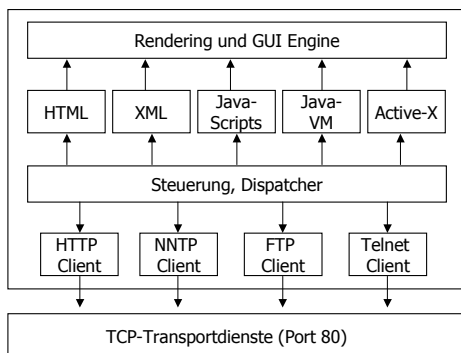 Rendering und GUI Engine
HTML
XML
Java-
Scripts
Java-
VM
Active-X
Steuerung, Dispatcher
HTTP
Client
NNTP
Client
FTP
Client
Telnet
Client
TCP-Transportdienste (Port 80)